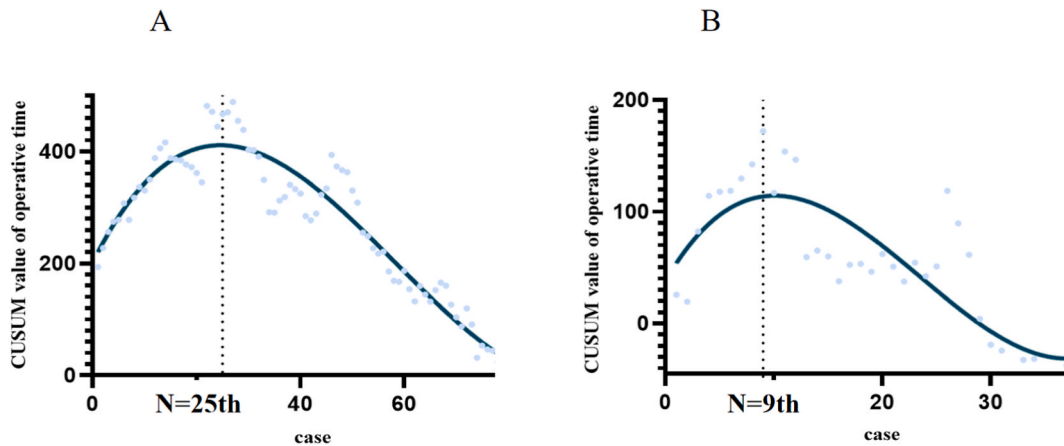 A
CUSUM value of operative time
400
200
0
0
N=25th
40
60
case
B
CUSUM value of operative time
200
100
0
0
N=9th
20
30
case